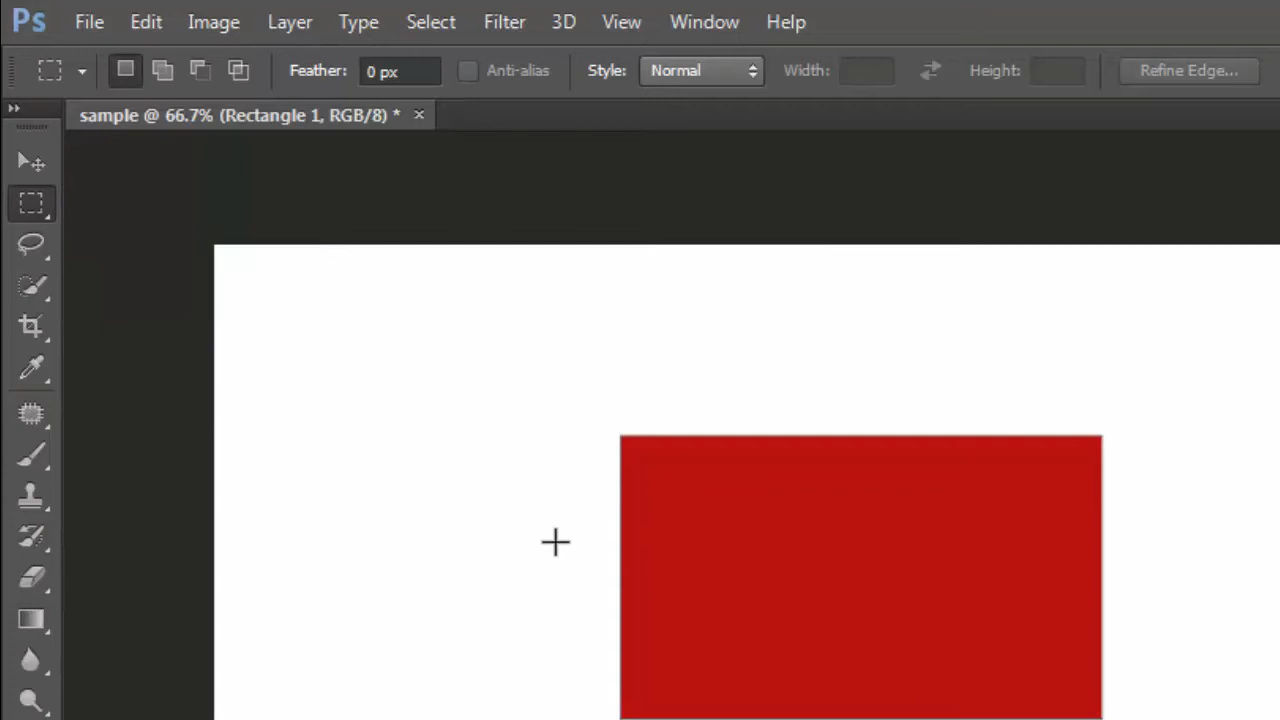 Ps File Edit Image Layer Type Select Filter 3D View Window Help
Feather: 0 px Anti-alias Style: Normal Width: Height: Refine Edge...
sample @ 66.7% (Rectangle 1, RGB/8) * ×